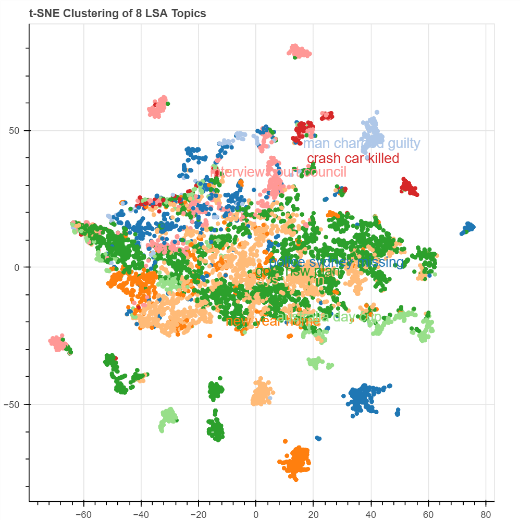 t-SNE Clustering of 8 LSA Topics
50
0
−50
man charged guilty
crash car killed
interview court council
police sydney missing
−60
−40
−20
0
20
40
60
80